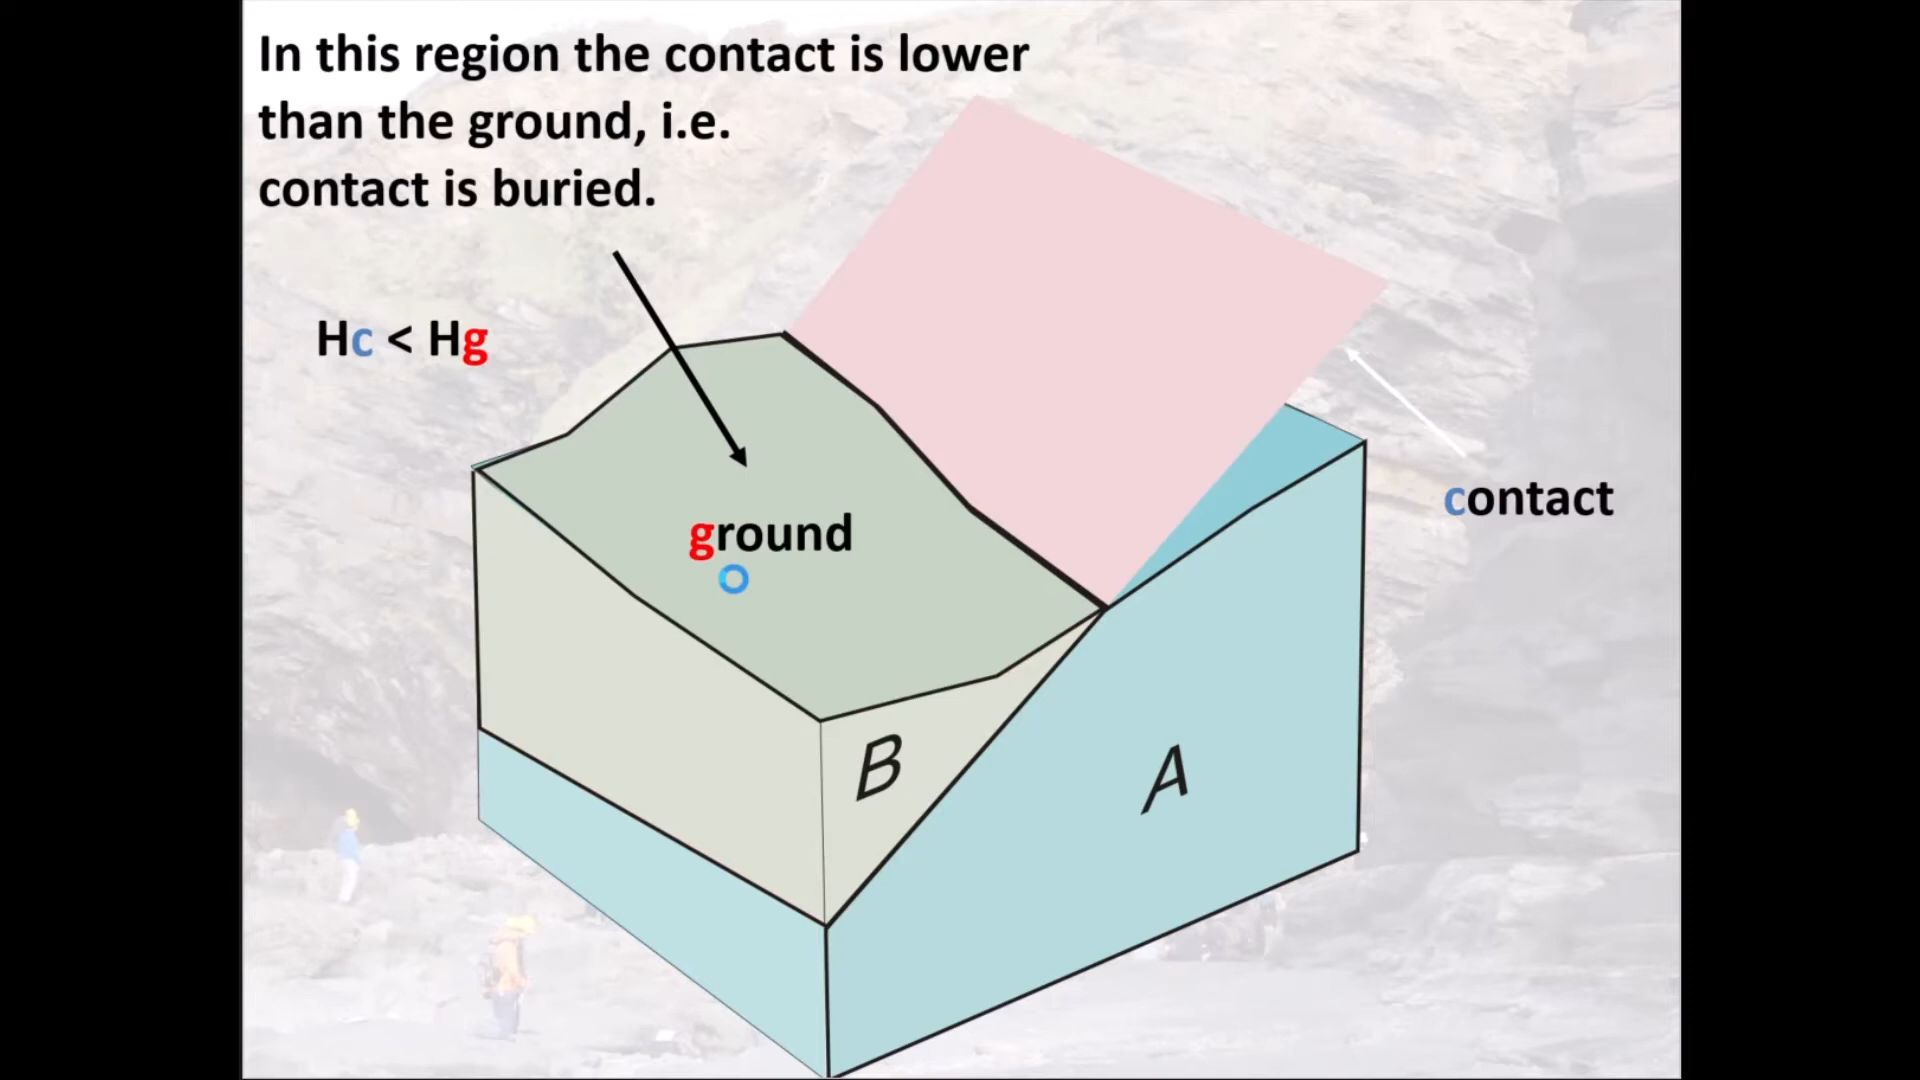 In this region the contact is lower
than the ground, i.e.
contact is buried.
Hc < Hg
ground
contact
B
A